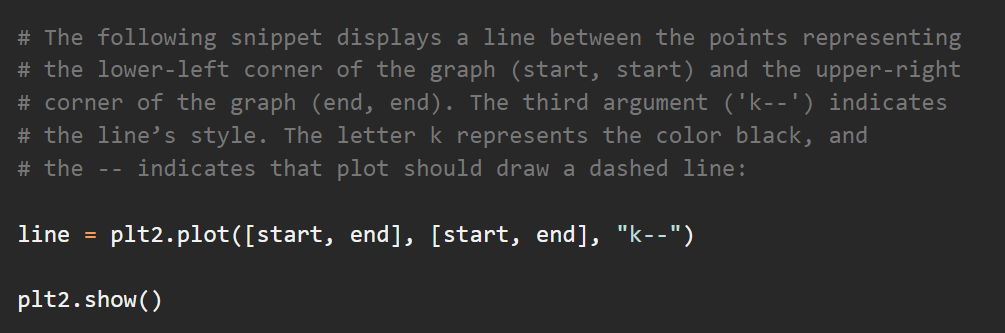 # The following snippet displays a line between the points representing
# the lower-left corner of the graph (start, start) and the upper-right
# corner of the graph (end, end). The third argument ('k--') indicates
# the line’s style. The letter k represents the color black, and
# the -- indicates that plot should draw a dashed line:
line = plt2.plot([start, end], [start, end], "k--")
plt2.show()